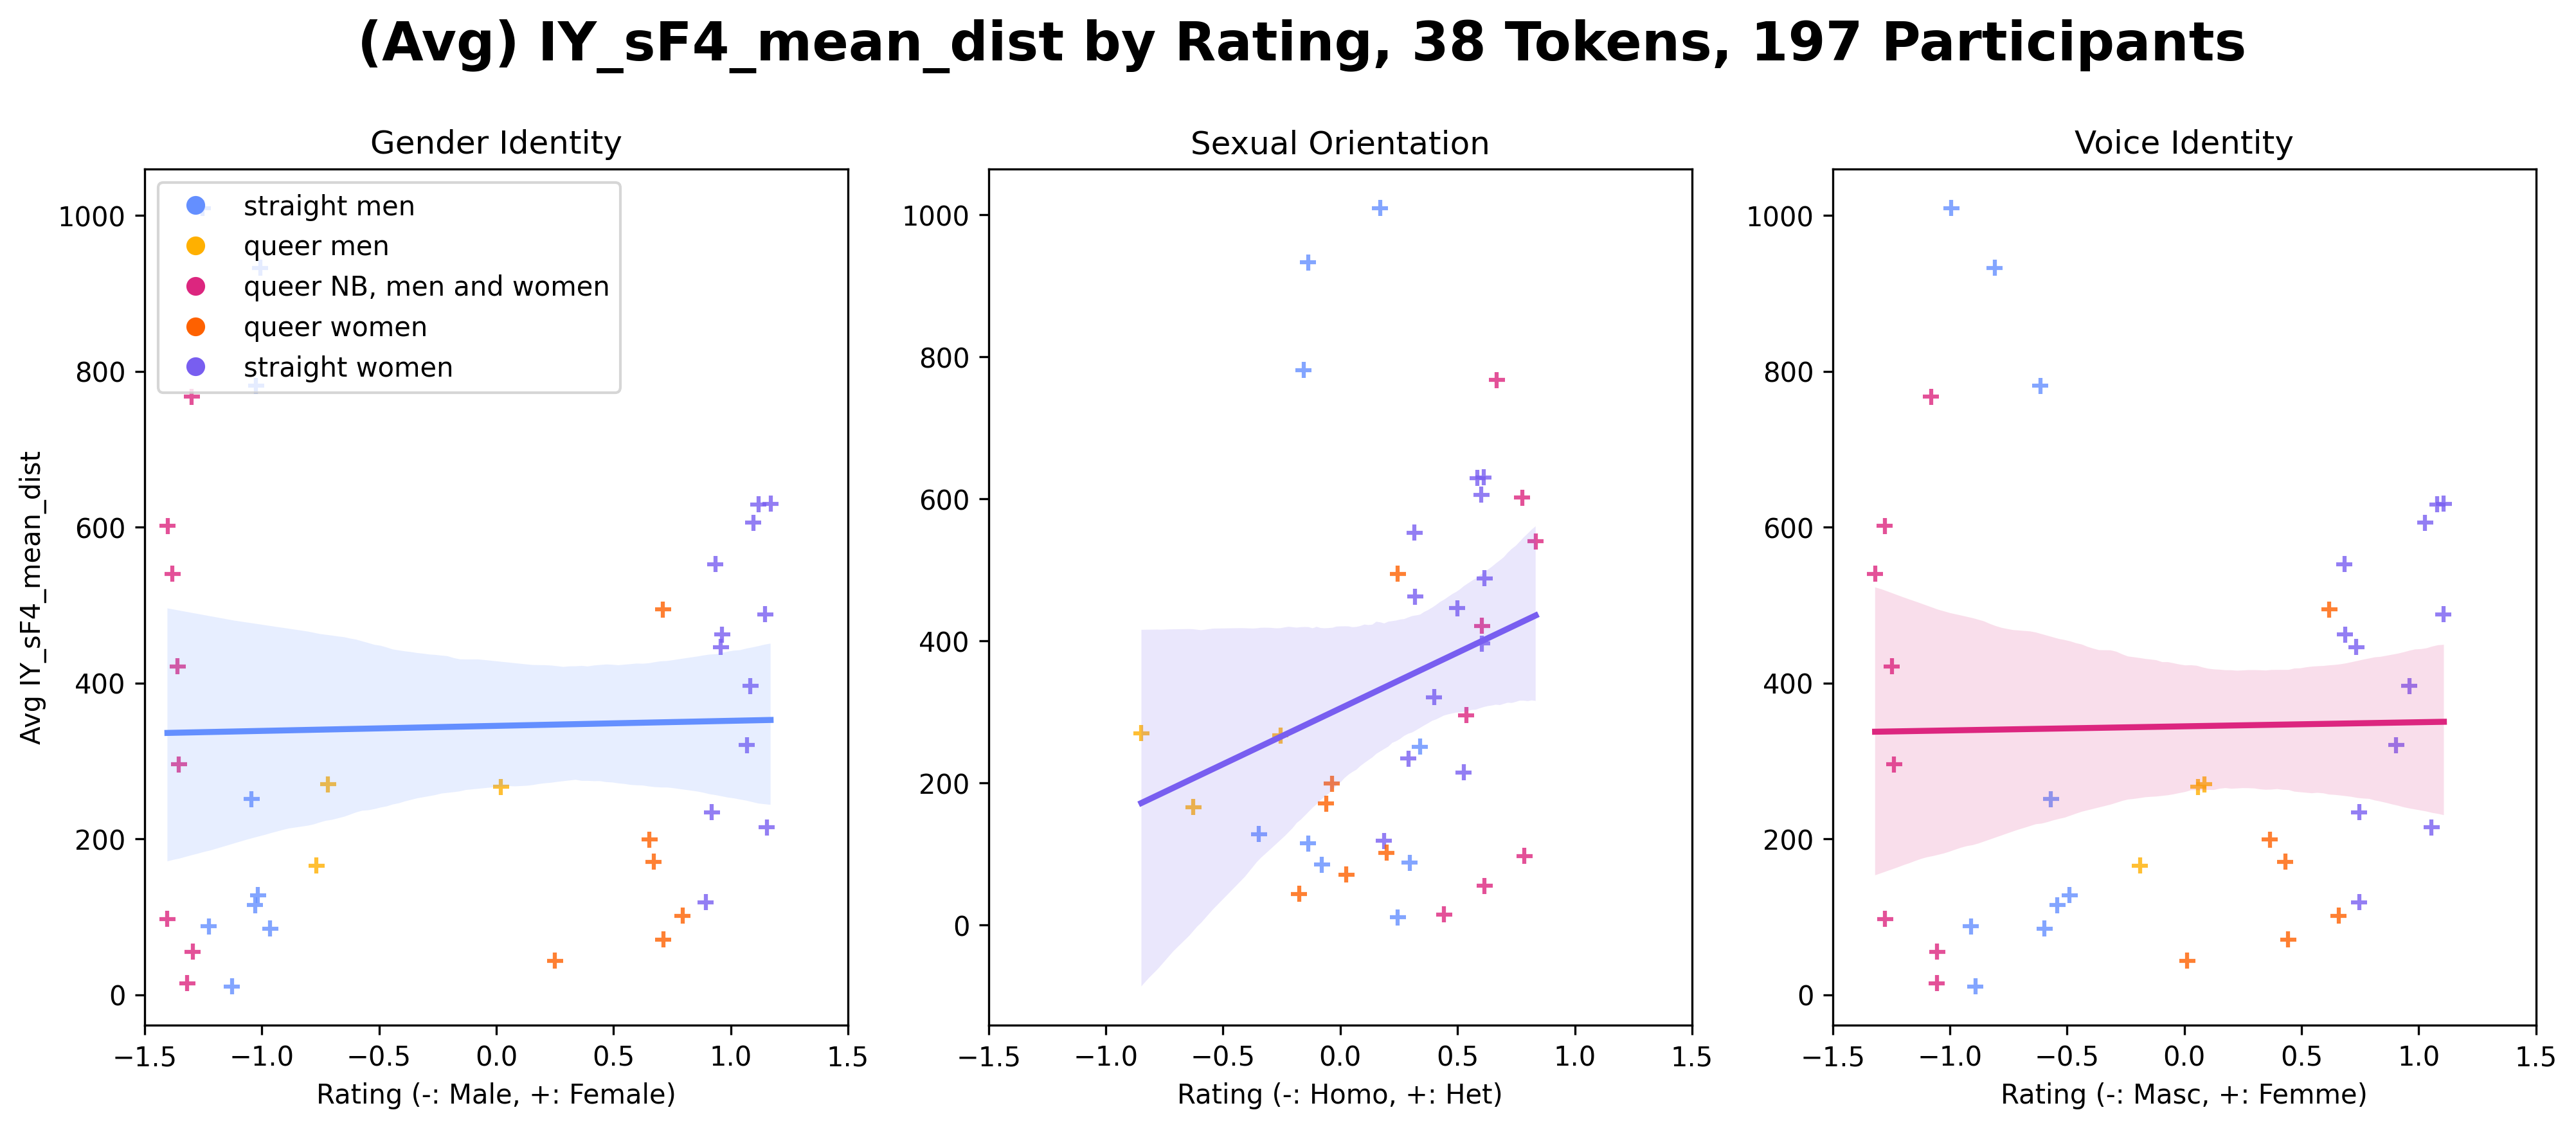 (Avg) IY_sF4_mean_dist by Rating, 38 Tokens, 197 Participants
Gender Identity
Sexual Orientation
Voice Identity
straight men
queer men
queer NB, men and women
queer women
straight women
Avg IY_sF4_mean_dist
1000
800
600
400
200
0
−1.5 −1.0 −0.5 0.0 0.5 1.0 1.5
Rating (-: Male, +: Female)
1000
800
600
400
200
0
−1.5 −1.0 −0.5 0.0 0.5 1.0 1.5
Rating (-: Homo, +: Het)
1000
800
600
400
200
0
−1.5 −1.0 −0.5 0.0 0.5 1.0 1.5
Rating (-: Masc, +: Femme)